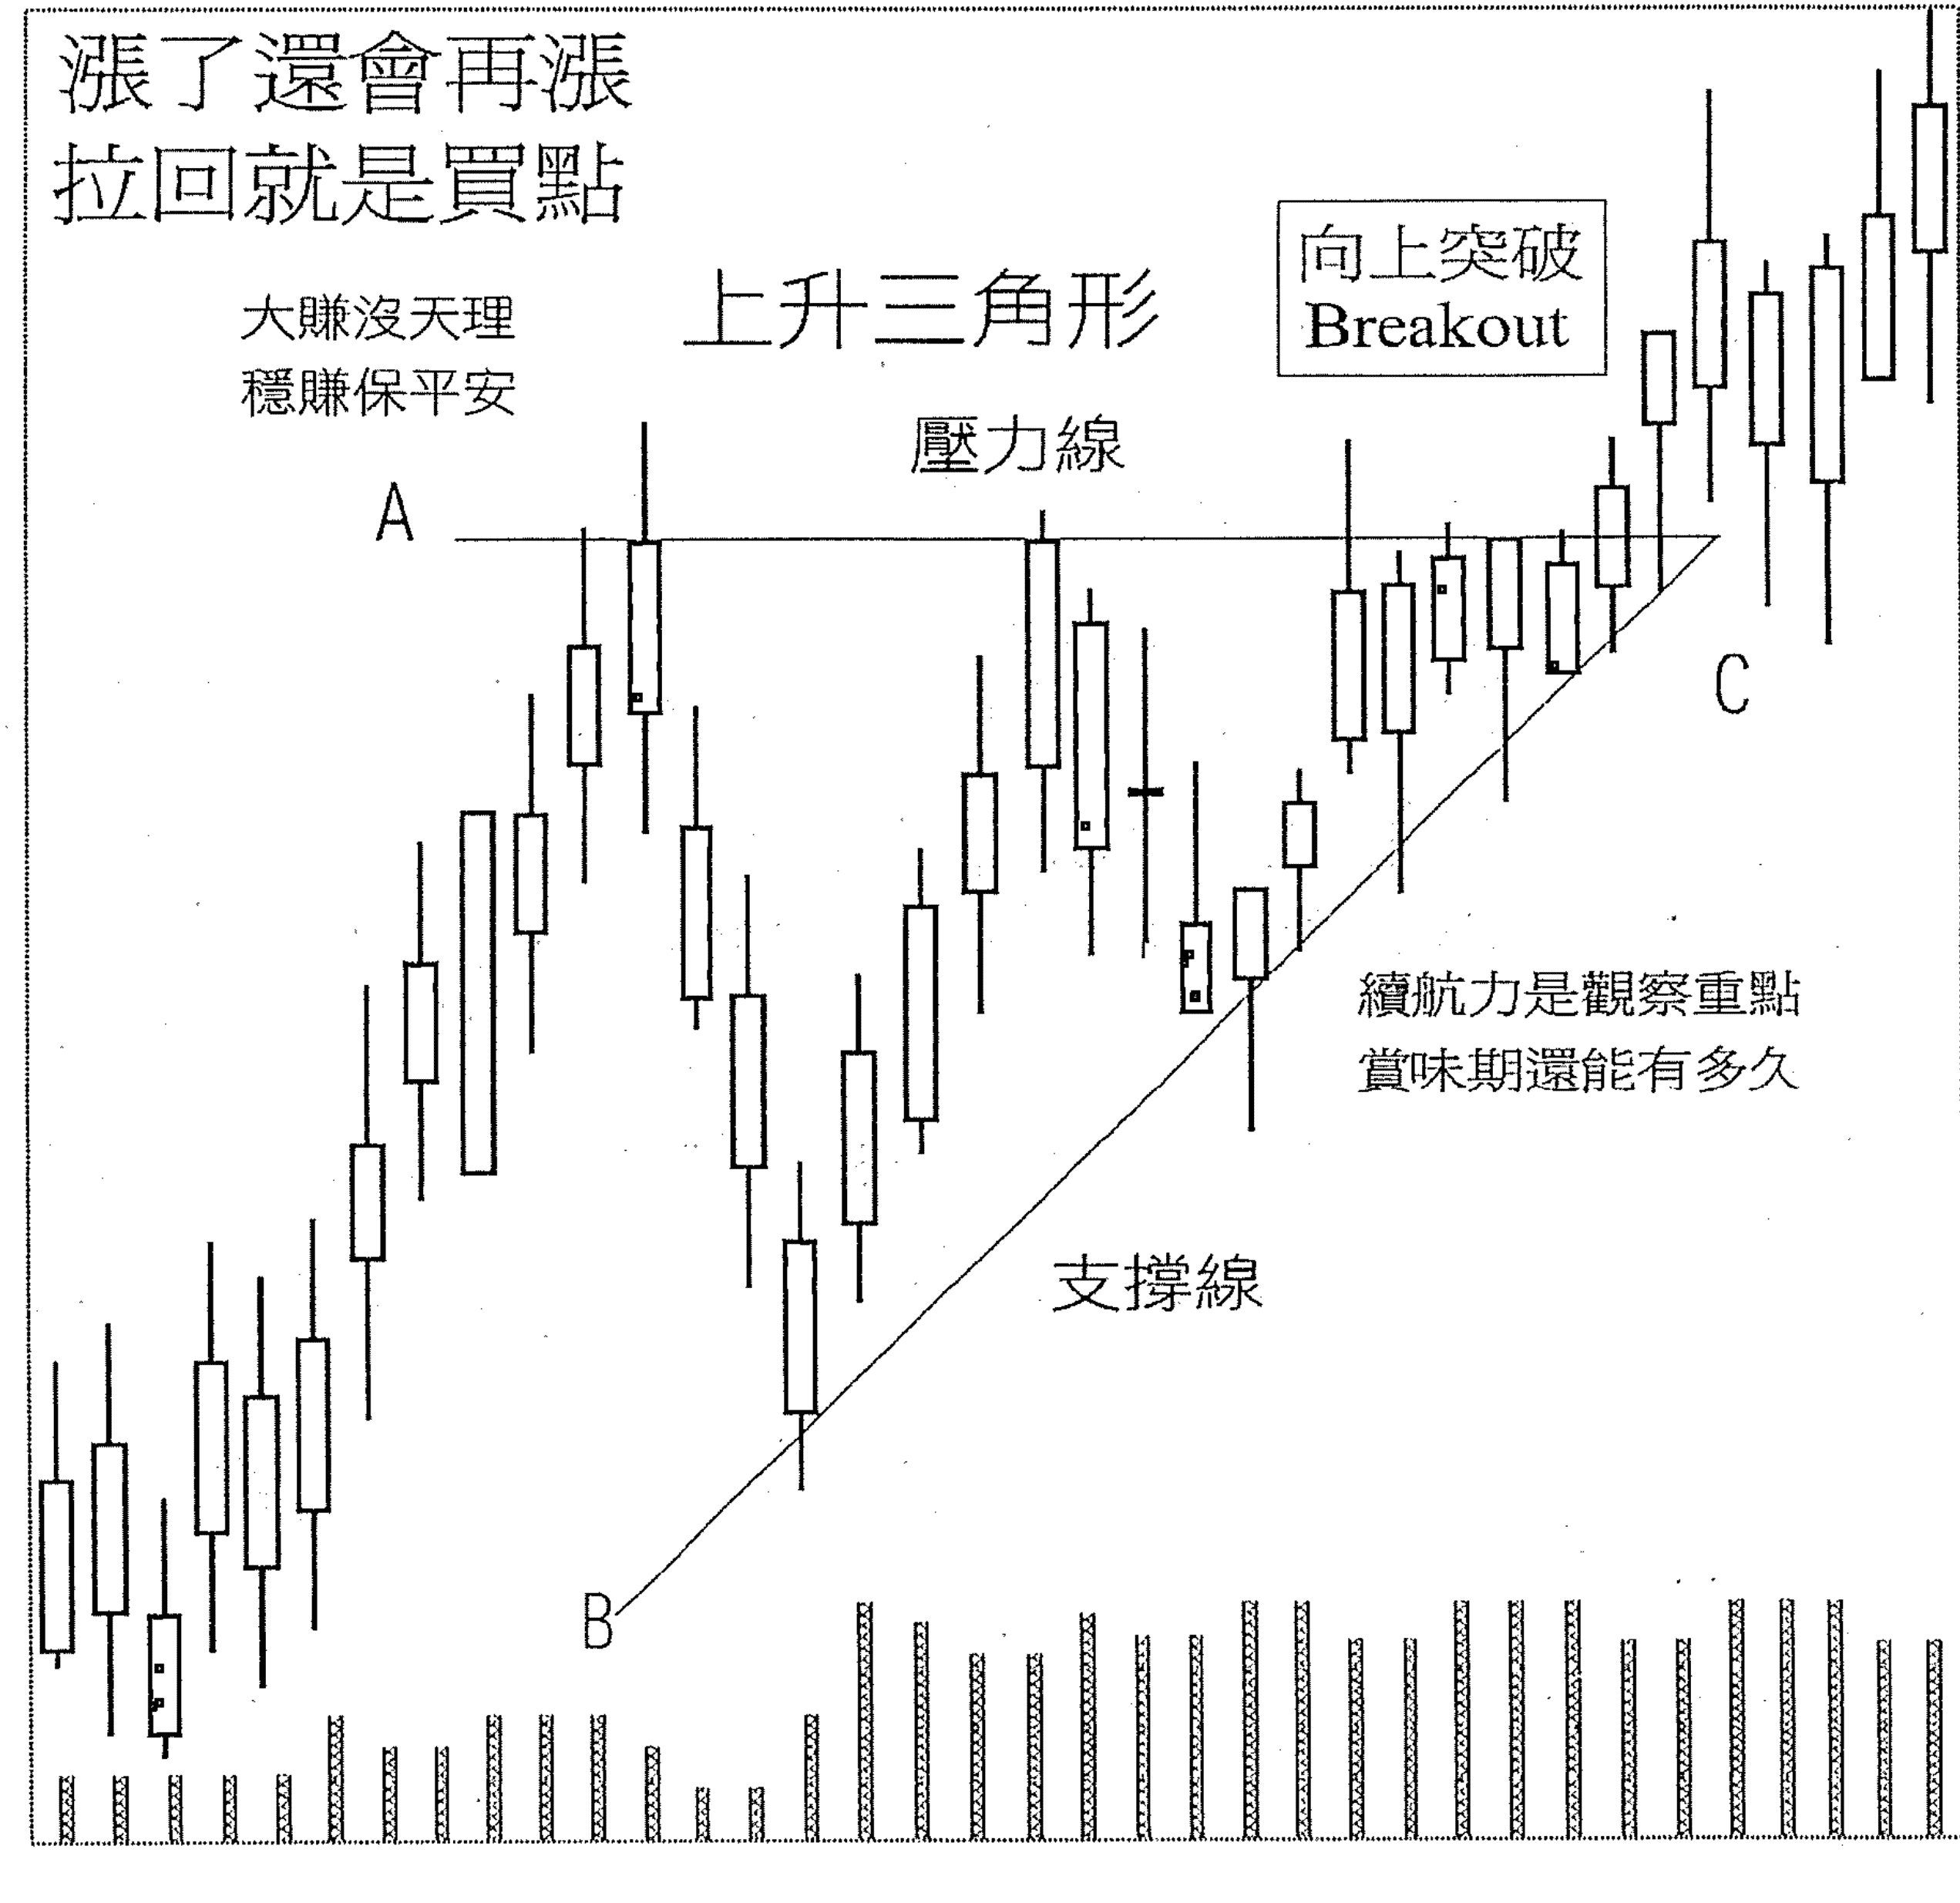 漲了還會再漲
拉回就是買點
大賺沒天理
穩賺保平安
上升三角形
向上突破
Breakout
壓力線
A
C
續航力是觀察重點
賞味期還能有多久
支撐線
B